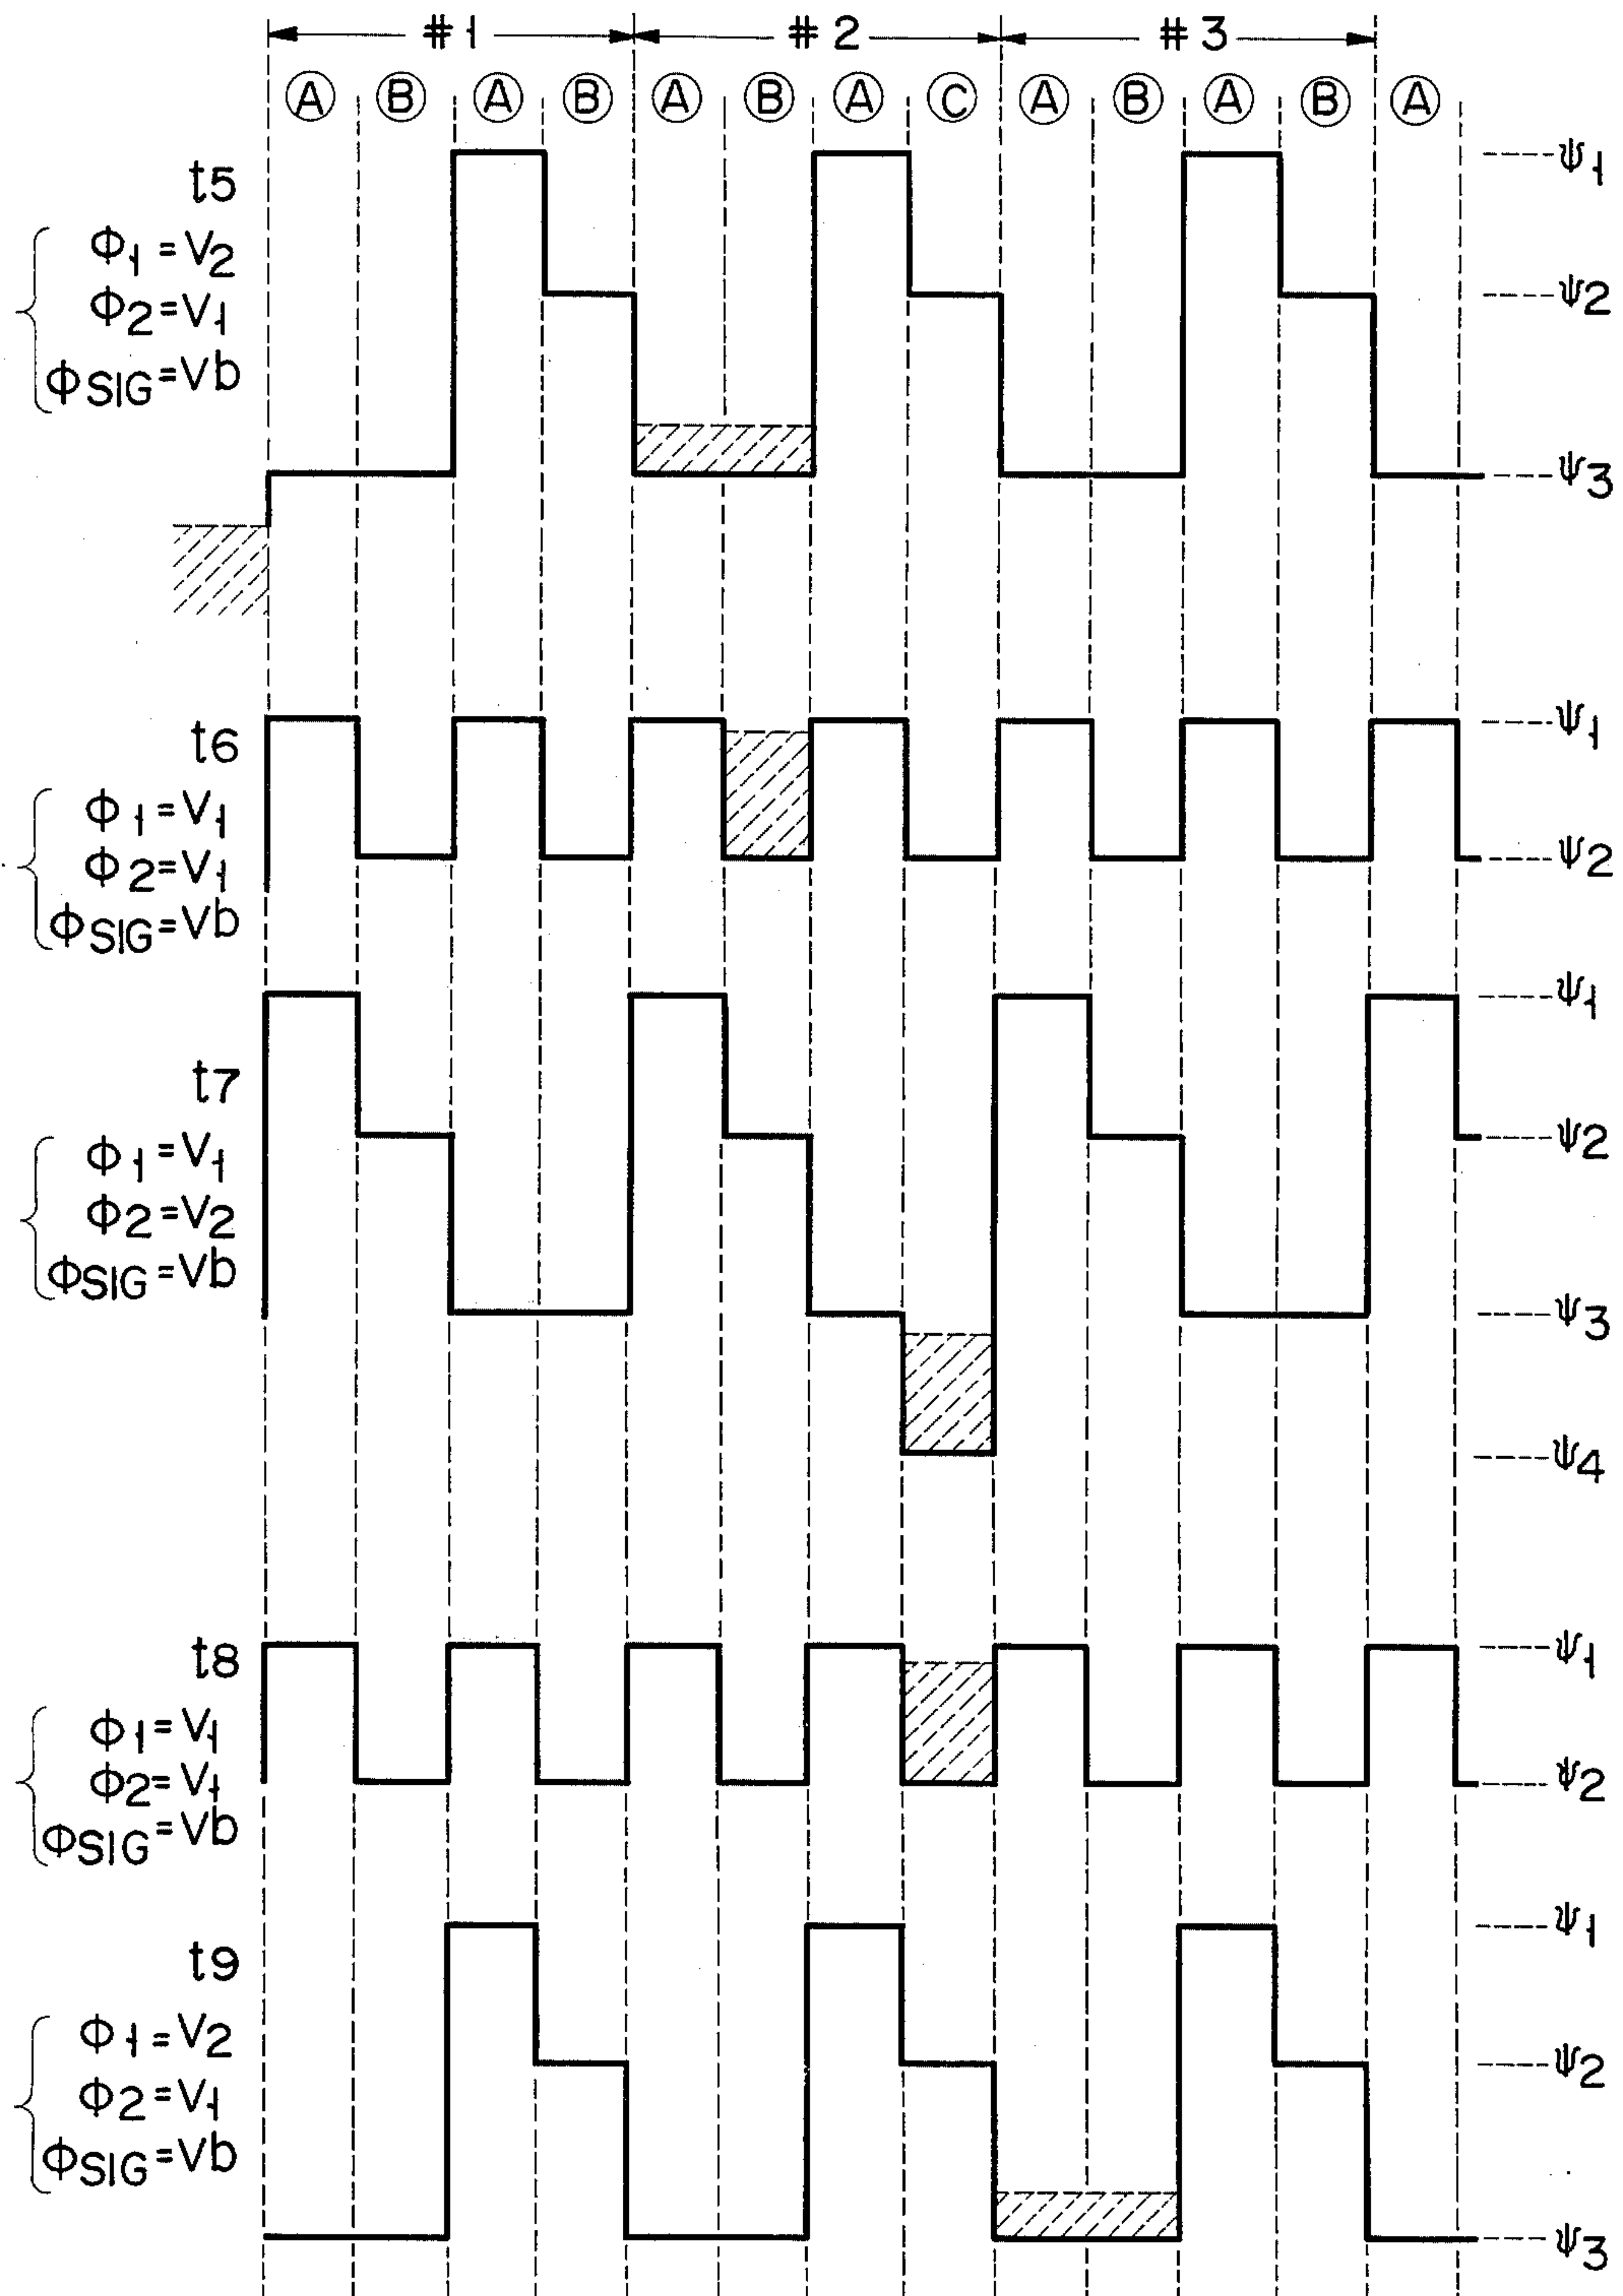 #1 #2 #3
Ⓐ Ⓑ Ⓐ Ⓑ Ⓐ Ⓑ Ⓐ Ⓒ Ⓐ Ⓑ Ⓐ Ⓑ Ⓐ
t5
Φ1=V2
Φ2=V1
ΦSIG=Vb
ψ1
ψ2
ψ3
t6
Φ1=V1
Φ2=V1
ΦSIG=Vb
ψ1
ψ2
t7
Φ1=V1
Φ2=V2
ΦSIG=Vb
ψ1
ψ2
ψ3
ψ4
t8
Φ1=V1
Φ2=V1
ΦSIG=Vb
ψ1
ψ2
t9
Φ1=V2
Φ2=V1
ΦSIG=Vb
ψ1
ψ2
ψ3